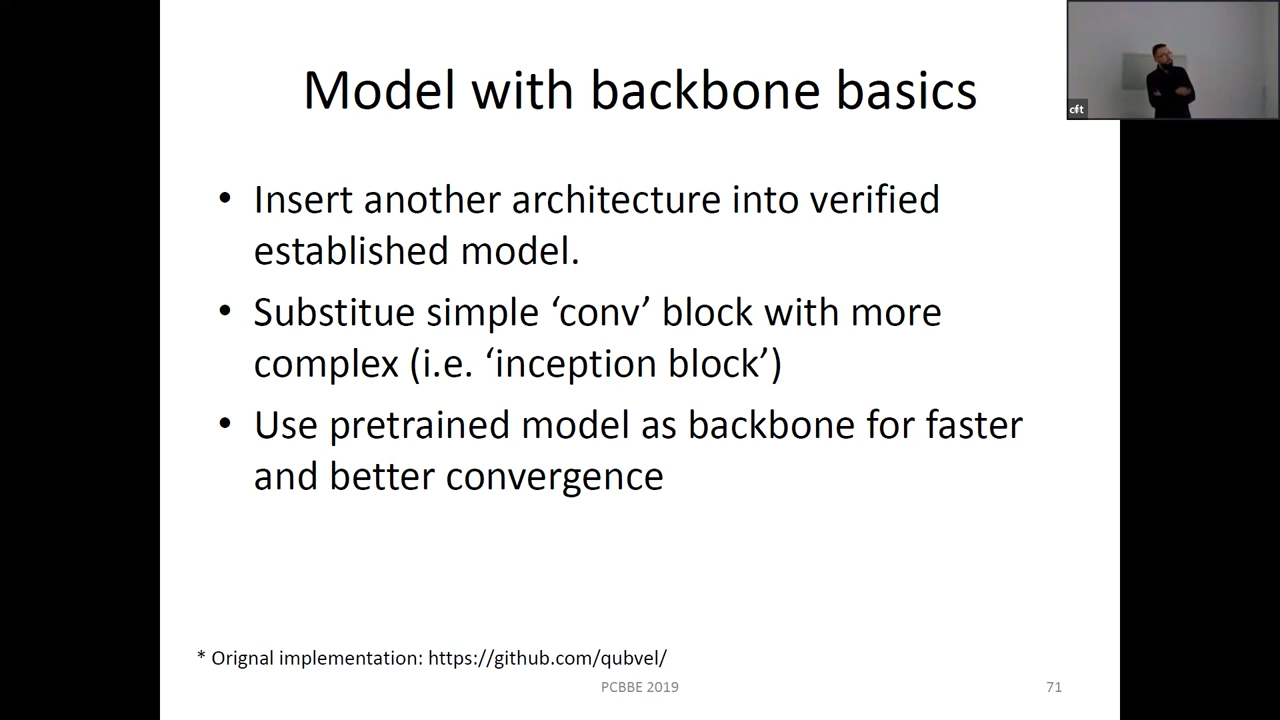 Model with backbone basics
cft
• Insert another architecture into verified
established model.
• Substitue simple ‘conv’ block with more
complex (i.e. ‘inception block’)
• Use pretrained model as backbone for faster
and better convergence
* Orignal implementation: https://github.com/qubvel/
PCBBE 2019
71